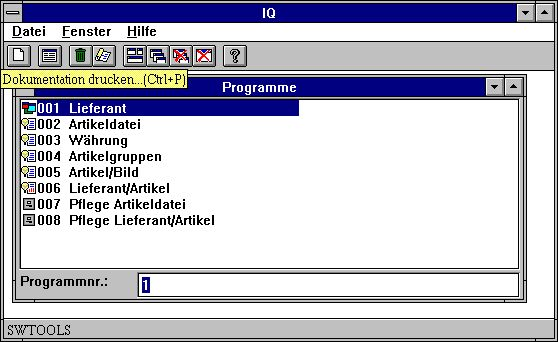 IQ
Datei Fenster Hilfe
Dokumentation drucken...(Ctrl+P)
Programme
001 Lieferant
002 Artikeldatei
003 Währung
004 Artikelgruppen
005 Artikel/Bild
006 Lieferant/Artikel
007 Pflege Artikeldatei
008 Pflege Lieferant/Artikel
Programmnr.: 1
SWTOOLS